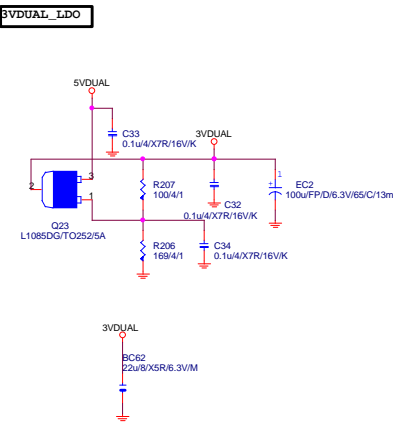 3VDUAL_LDO
5VDUAL
C33
0.1u/4/X7R/16V/K
3VDUAL
3
2
1
R207
100/4/1
C32
0.1u/4/X7R/16V/K
1
+
EC2
100u/FP/D/6.3V/65/C/13m
Q23
L1085DG/TO252/5A
R206
169/4/1
C34
0.1u/4/X7R/16V/K
3VDUAL
BC62
22u/8/X5R/6.3V/M